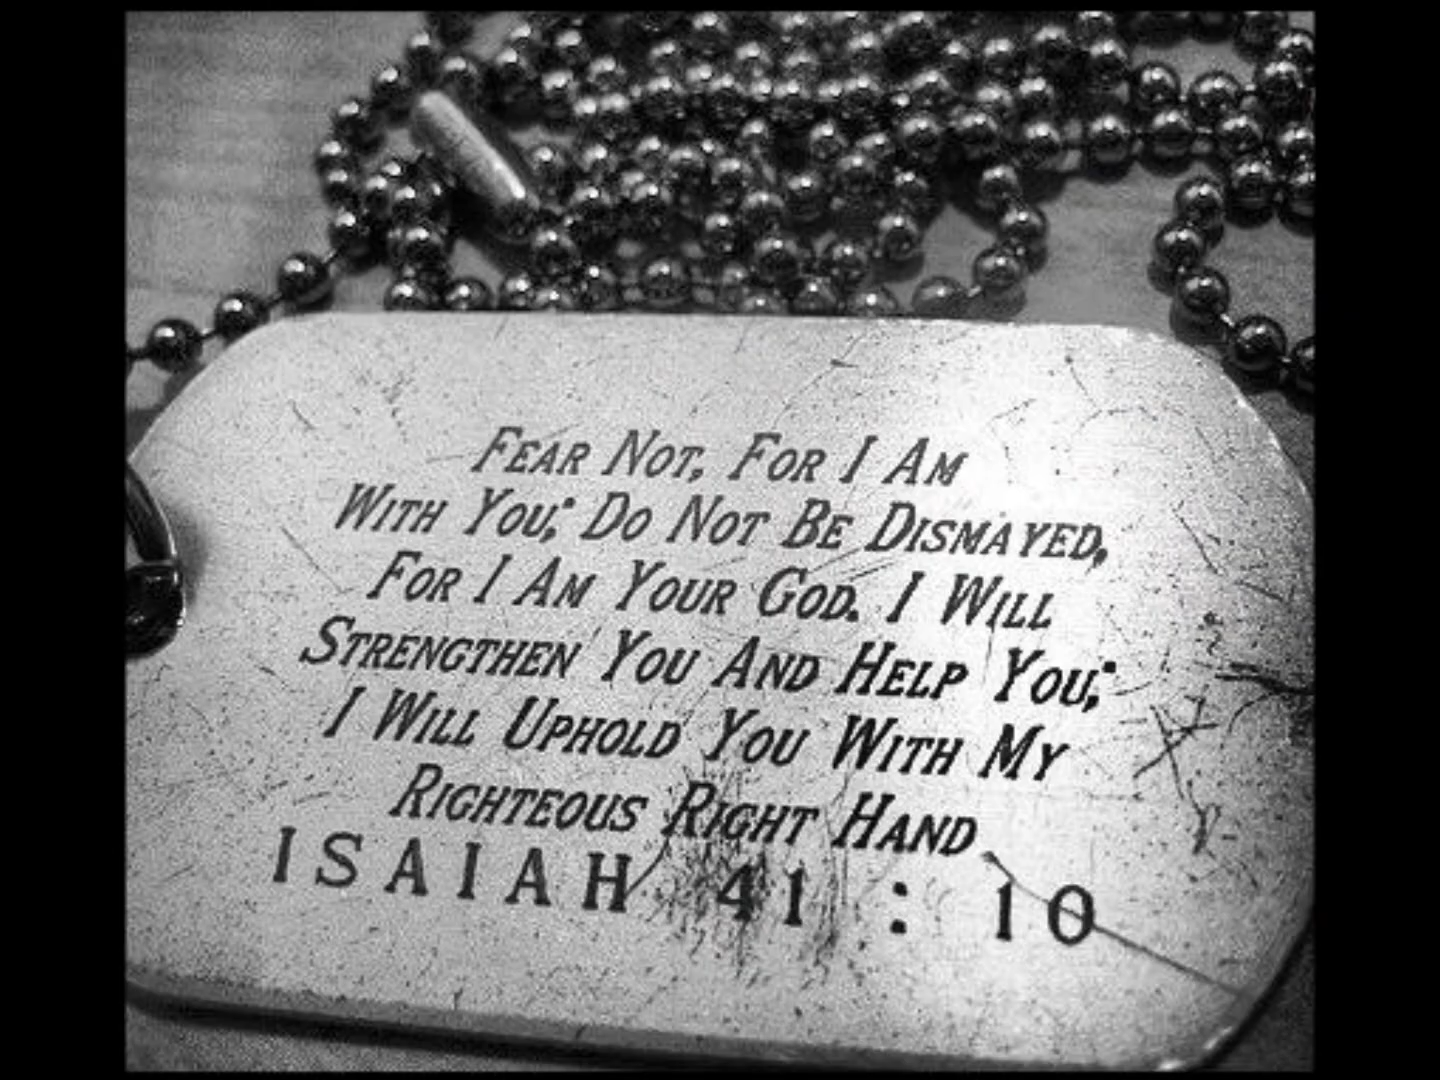 Fear Not, For I Am
With You; Do Not Be Dismayed,
For I Am Your God. I Will
Strengthen You And Help You;
I Will Uphold You With My
Righteous Right Hand.
ISAIAH 41 : 10